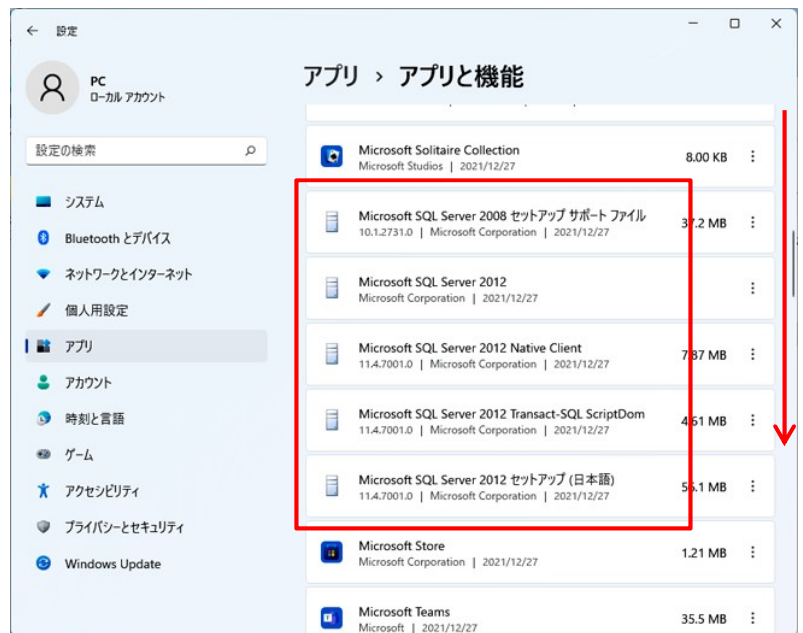 設定
PC
ローカル アカウント
設定の検索
システム
Bluetooth とデバイス
ネットワークとインターネット
個人用設定
アプリ
アカウント
時刻と言語
ゲーム
アクセシビリティ
プライバシーとセキュリティ
Windows Update
アプリ › アプリと機能
Microsoft Solitaire Collection
Microsoft Studios | 2021/12/27
8.00 KB
Microsoft SQL Server 2008 セットアップ サポート ファイル
10.1.2731.0 | Microsoft Corporation | 2021/12/27
37.2 MB
Microsoft SQL Server 2012
Microsoft Corporation | 2021/12/27
Microsoft SQL Server 2012 Native Client
11.4.7001.0 | Microsoft Corporation | 2021/12/27
7.87 MB
Microsoft SQL Server 2012 Transact-SQL ScriptDom
11.4.7001.0 | Microsoft Corporation | 2021/12/27
4.61 MB
Microsoft SQL Server 2012 セットアップ (日本語)
11.4.7001.0 | Microsoft Corporation | 2021/12/27
MB
Microsoft Store
Microsoft Corporation | 2021/12/27
1.21 MB
Microsoft Teams
Microsoft | 2021/12/27
35.5 MB